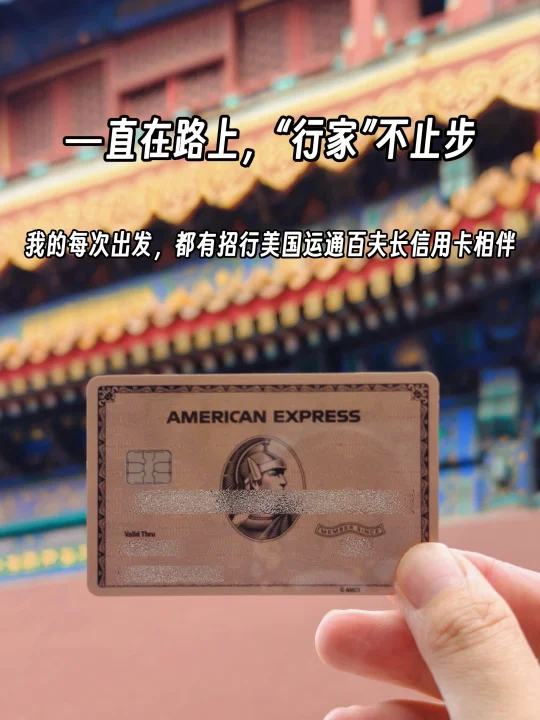 一直在路上，“行家”不止步
我的每次出发，都有招行美国运通百夫长信用卡相伴
AMERICAN EXPRESS
Valid Thru
MEMBER SINCE